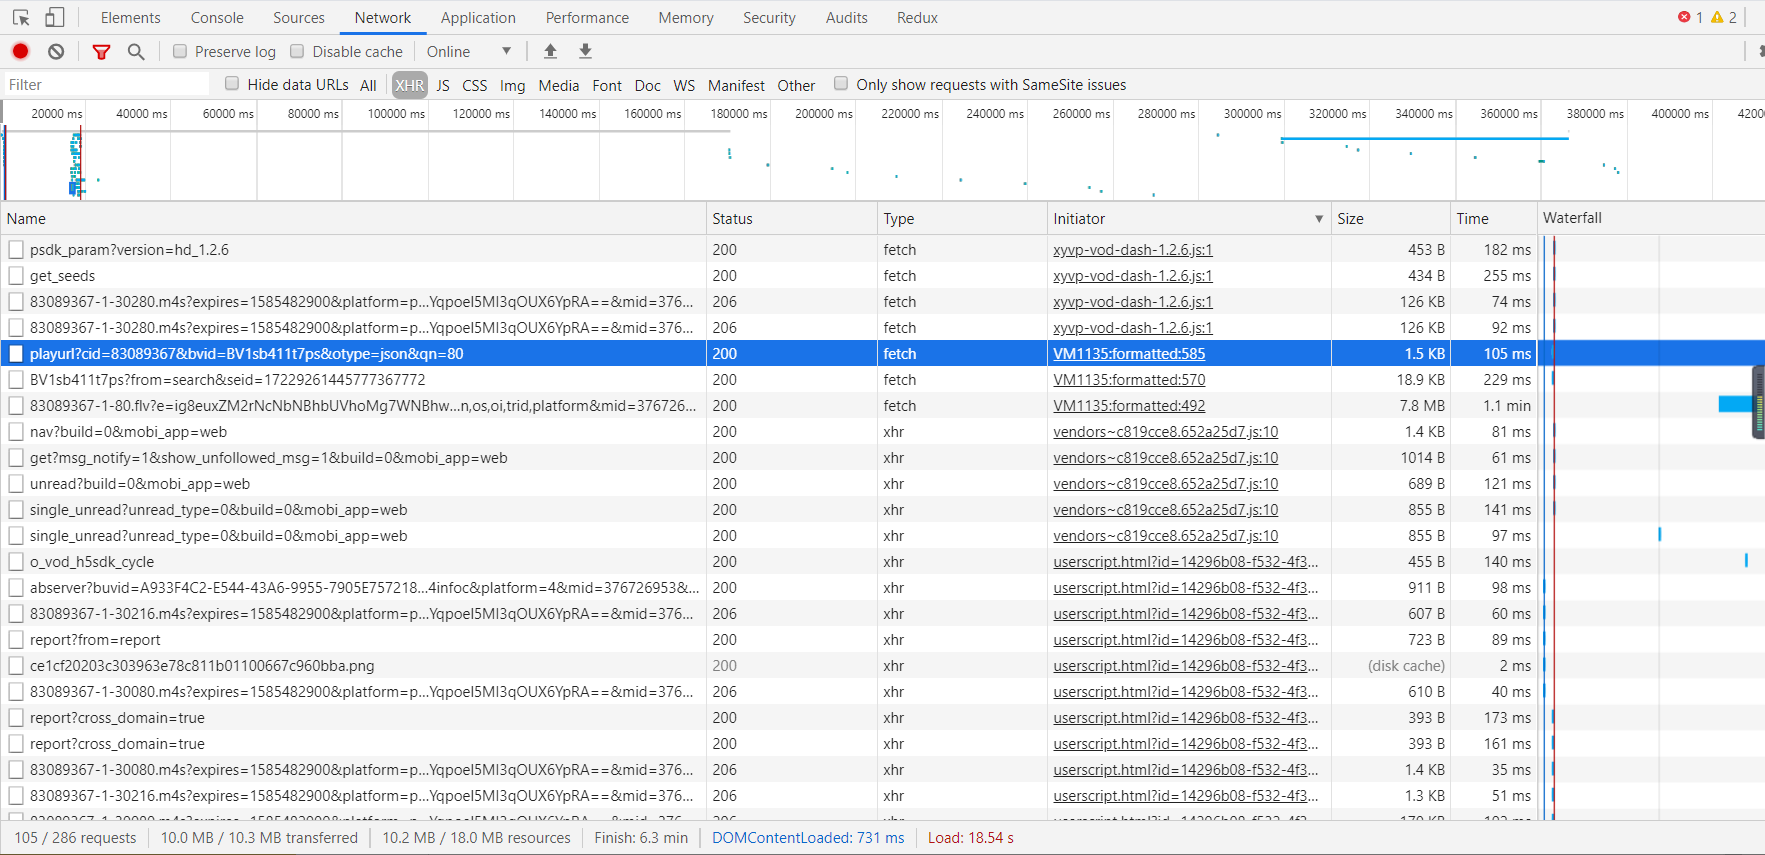 Elements Console Sources Network Application Performance Memory Security Audits Redux 1 2
Preserve log Disable cache Online
Filter Hide data URLs All XHR JS CSS Img Media Font Doc WS Manifest Other Only show requests with SameSite issues
20000 ms 40000 ms 60000 ms 80000 ms 100000 ms 120000 ms 140000 ms 160000 ms 180000 ms 200000 ms 220000 ms 240000 ms 260000 ms 280000 ms 300000 ms 320000 ms 340000 ms 360000 ms 380000 ms 400000 ms 42000
Name Status Type Initiator Size Time Waterfall
psdk_param?version=hd_1.2.6 200 fetch xyvp-vod-dash-1.2.6.js:1 453 B 182 ms
get_seeds 200 fetch xyvp-vod-dash-1.2.6.js:1 434 B 255 ms
83089367-1-30280.m4s?expires=1585482900&platform=p...YqpoeI5MI3qOUX6YpRA==&mid=376... 206 fetch xyvp-vod-dash-1.2.6.js:1 126 KB 74 ms
83089367-1-30280.m4s?expires=1585482900&platform=p...YqpoeI5MI3qOUX6YpRA==&mid=376... 206 fetch xyvp-vod-dash-1.2.6.js:1 126 KB 92 ms
playurl?cid=83089367&bvid=BV1sb411t7ps&otype=json&qn=80 200 fetch VM1135:formatted:585 1.5 KB 105 ms
BV1sb411t7ps?from=search&seid=17229261445777367772 200 fetch VM1135:formatted:570 18.9 KB 229 ms
83089367-1-80.flv?e=ig8euxZM2rNcNbNBhbUVhoMg7WNBhw...n,os,oi,trid,platform&mid=376726... 200 fetch VM1135:formatted:492 7.8 MB 1.1 min
nav?build=0&mobi_app=web 200 xhr vendors~c819cce8.652a25d7.js:10 1.4 KB 81 ms
get?msg_notify=1&show_unfollowed_msg=1&build=0&mobi_app=web 200 xhr vendors~c819cce8.652a25d7.js:10 1014 B 61 ms
unread?build=0&mobi_app=web 200 xhr vendors~c819cce8.652a25d7.js:10 689 B 121 ms
single_unread?unread_type=0&build=0&mobi_app=web 200 xhr vendors~c819cce8.652a25d7.js:10 855 B 141 ms
single_unread?unread_type=0&build=0&mobi_app=web 200 xhr vendors~c819cce8.652a25d7.js:10 855 B 97 ms
o_vod_h5sdk_cycle 200 xhr userscript.html?id=14296b08-f532-4f3... 455 B 140 ms
abserver?buvid=A933F4C2-E544-43A6-9955-7905E757218...4infoc&platform=4&mid=376726953&... 200 xhr userscript.html?id=14296b08-f532-4f3... 911 B 98 ms
83089367-1-30216.m4s?expires=1585482900&platform=p...YqpoeI5MI3qOUX6YpRA==&mid=376... 206 xhr userscript.html?id=14296b08-f532-4f3... 607 B 60 ms
report?from=report 200 xhr userscript.html?id=14296b08-f532-4f3... 723 B 89 ms
ce1cf20203c303963e78c811b01100667c960bba.png 200 xhr userscript.html?id=14296b08-f532-4f3... (disk cache) 2 ms
83089367-1-30080.m4s?expires=1585482900&platform=p...YqpoeI5MI3qOUX6YpRA==&mid=376... 206 xhr userscript.html?id=14296b08-f532-4f3... 610 B 40 ms
report?cross_domain=true 200 xhr userscript.html?id=14296b08-f532-4f3... 393 B 173 ms
report?cross_domain=true 200 xhr userscript.html?id=14296b08-f532-4f3... 393 B 161 ms
83089367-1-30080.m4s?expires=1585482900&platform=p...YqpoeI5MI3qOUX6YpRA==&mid=376... 206 xhr userscript.html?id=14296b08-f532-4f3... 1.4 KB 35 ms
83089367-1-30216.m4s?expires=1585482900&platform=p...YqpoeI5MI3qOUX6YpRA==&mid=376... 206 xhr userscript.html?id=14296b08-f532-4f3... 1.3 KB 51 ms
105 / 286 requests 10.0 MB / 10.3 MB transferred 10.2 MB / 18.0 MB resources Finish: 6.3 min DOMContentLoaded: 731 ms Load: 18.54 s